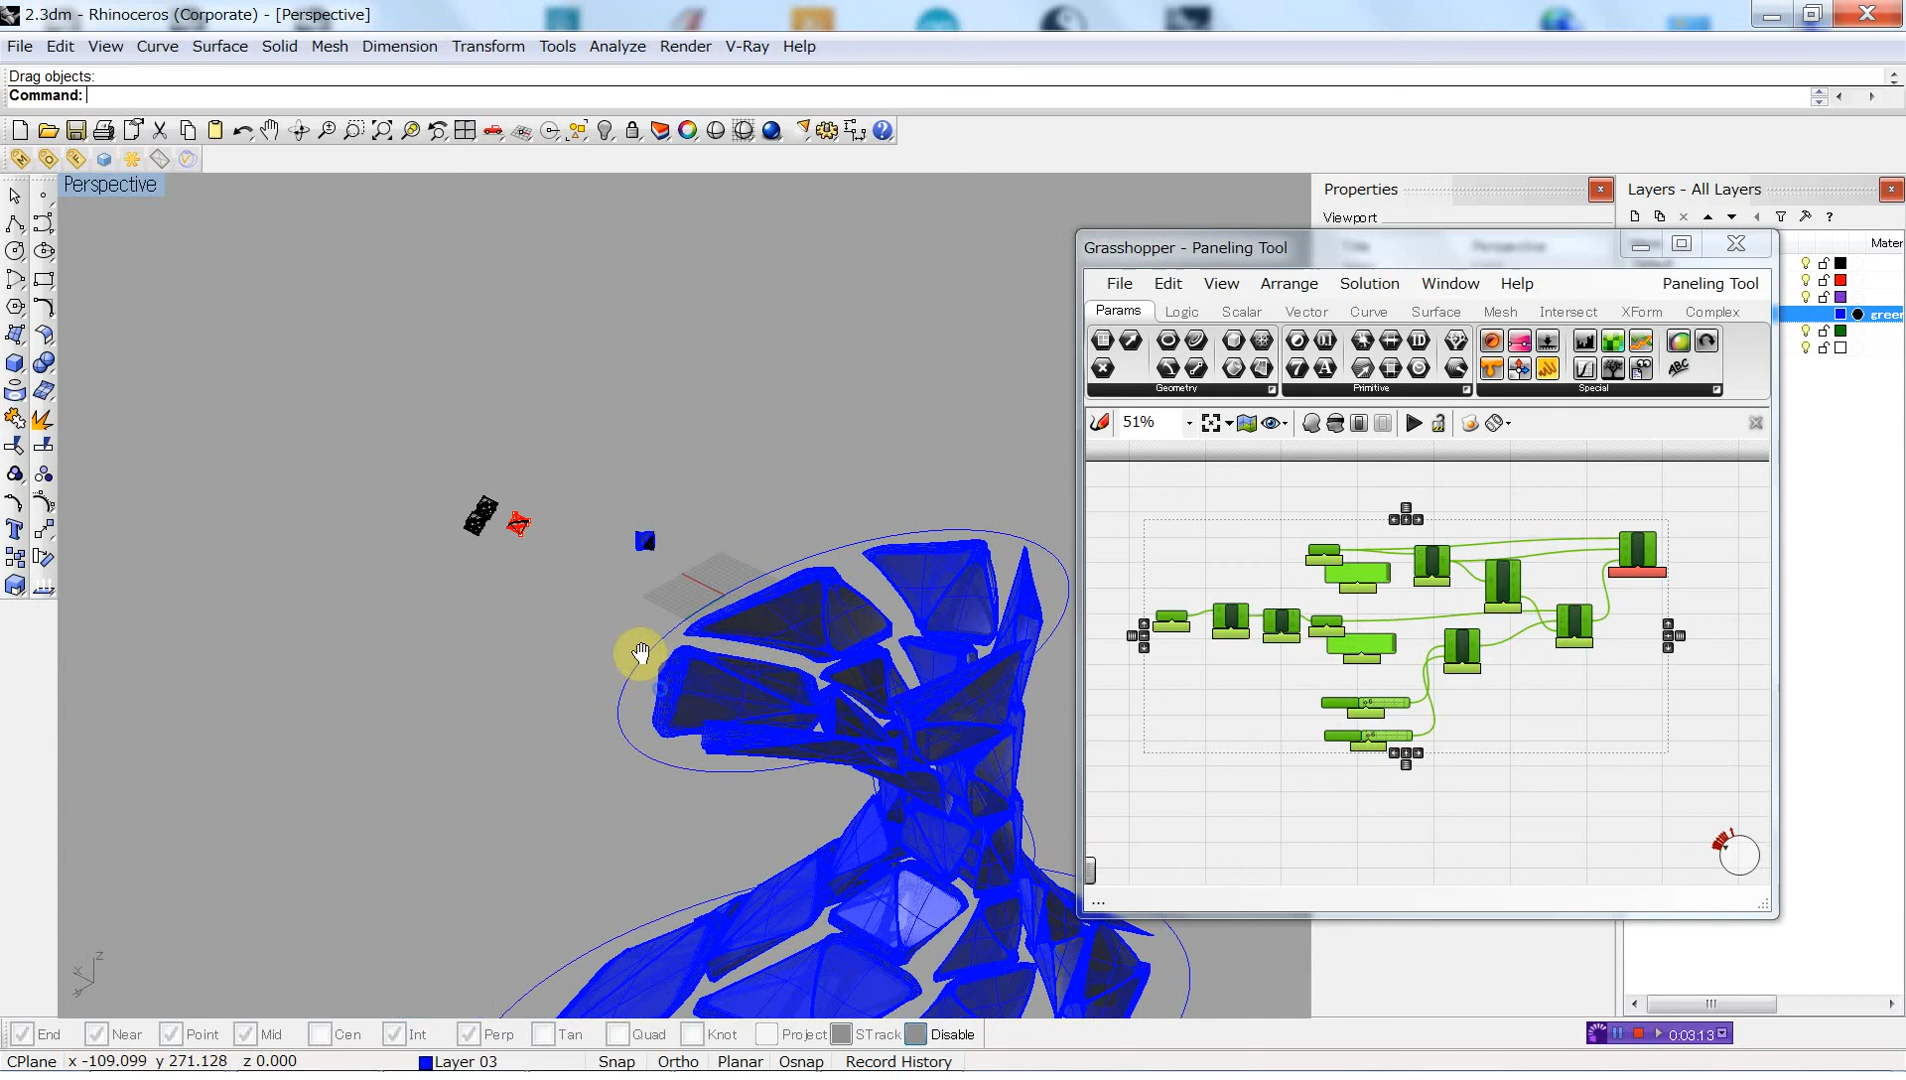 2.3dm - Rhinoceros (Corporate) - [Perspective]
File Edit View Curve Surface Solid Mesh Dimension Transform Tools Analyze Render V-Ray Help
Drag objects:
Command:
Perspective
Properties
Viewport
Layers - All Layers
Mater
green
Grasshopper - Paneling Tool
File Edit View Arrange Solution Window Help Paneling Tool
Params Logic Scalar Vector Curve Surface Mesh Intersect XForm Complex
Geometry Primitive Special
51%
...
z
x
y
End Near Point Mid Cen Int Perp Tan Quad Knot Project STrack Disable
0:03.13
CPlane x -109.099 y 271.128 z 0.000 Layer 03 Snap Ortho Planar Osnap Record History